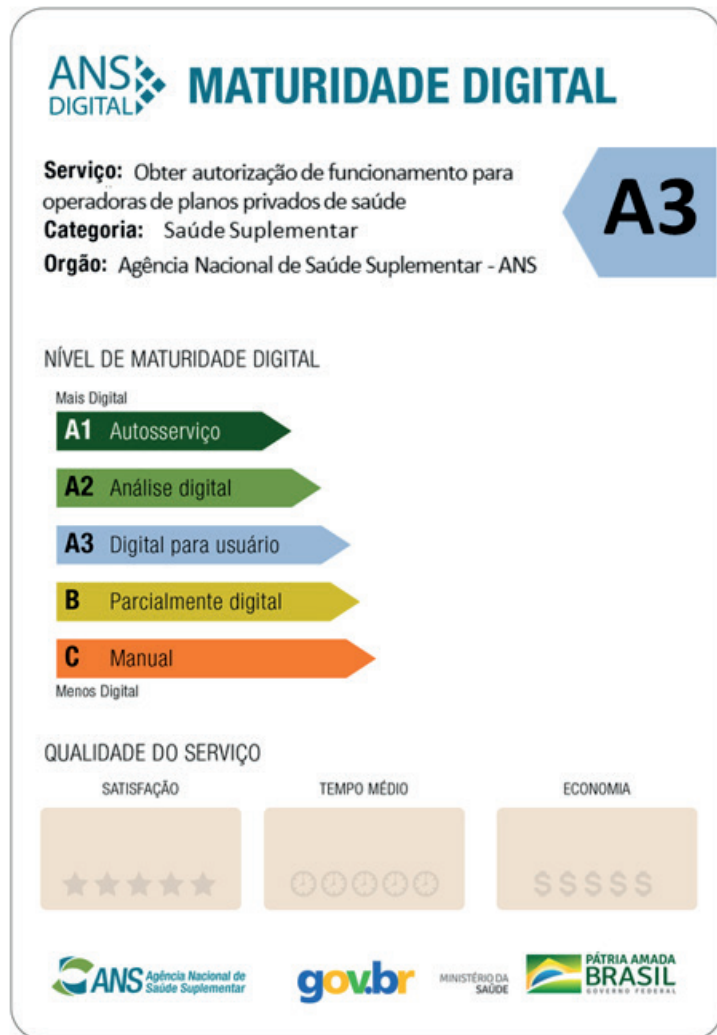 ANS
DIGITAL
MATURIDADE DIGITAL
Serviço: Obter autorização de funcionamento para
operadoras de planos privados de saúde
Categoria: Saúde Suplementar
Orgão: Agência Nacional de Saúde Suplementar - ANS
A3
NÍVEL DE MATURIDADE DIGITAL
Mais Digital
A1 Autosserviço
A2 Análise digital
A3 Digital para usuário
B Parcialmente digital
C Manual
Menos Digital
QUALIDADE DO SERVIÇO
SATISFAÇÃO TEMPO MÉDIO ECONOMIA
$$$$$
ANS Agência Nacional de
Saúde Suplementar
gov.br
MINISTÉRIO DA
SAÚDE
PÁTRIA AMADA
BRASIL
GOVERNO FEDERAL